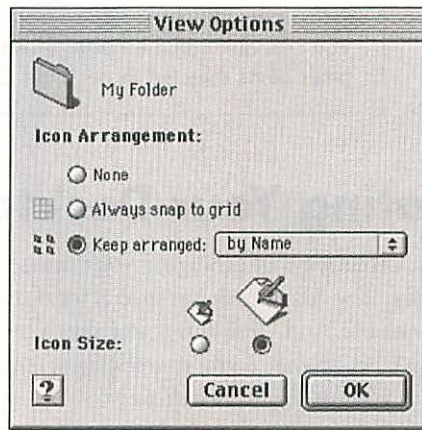 View Options
My Folder
Icon Arrangement:
None
Always snap to grid
Keep arranged: by Name
Icon Size:
? Cancel OK